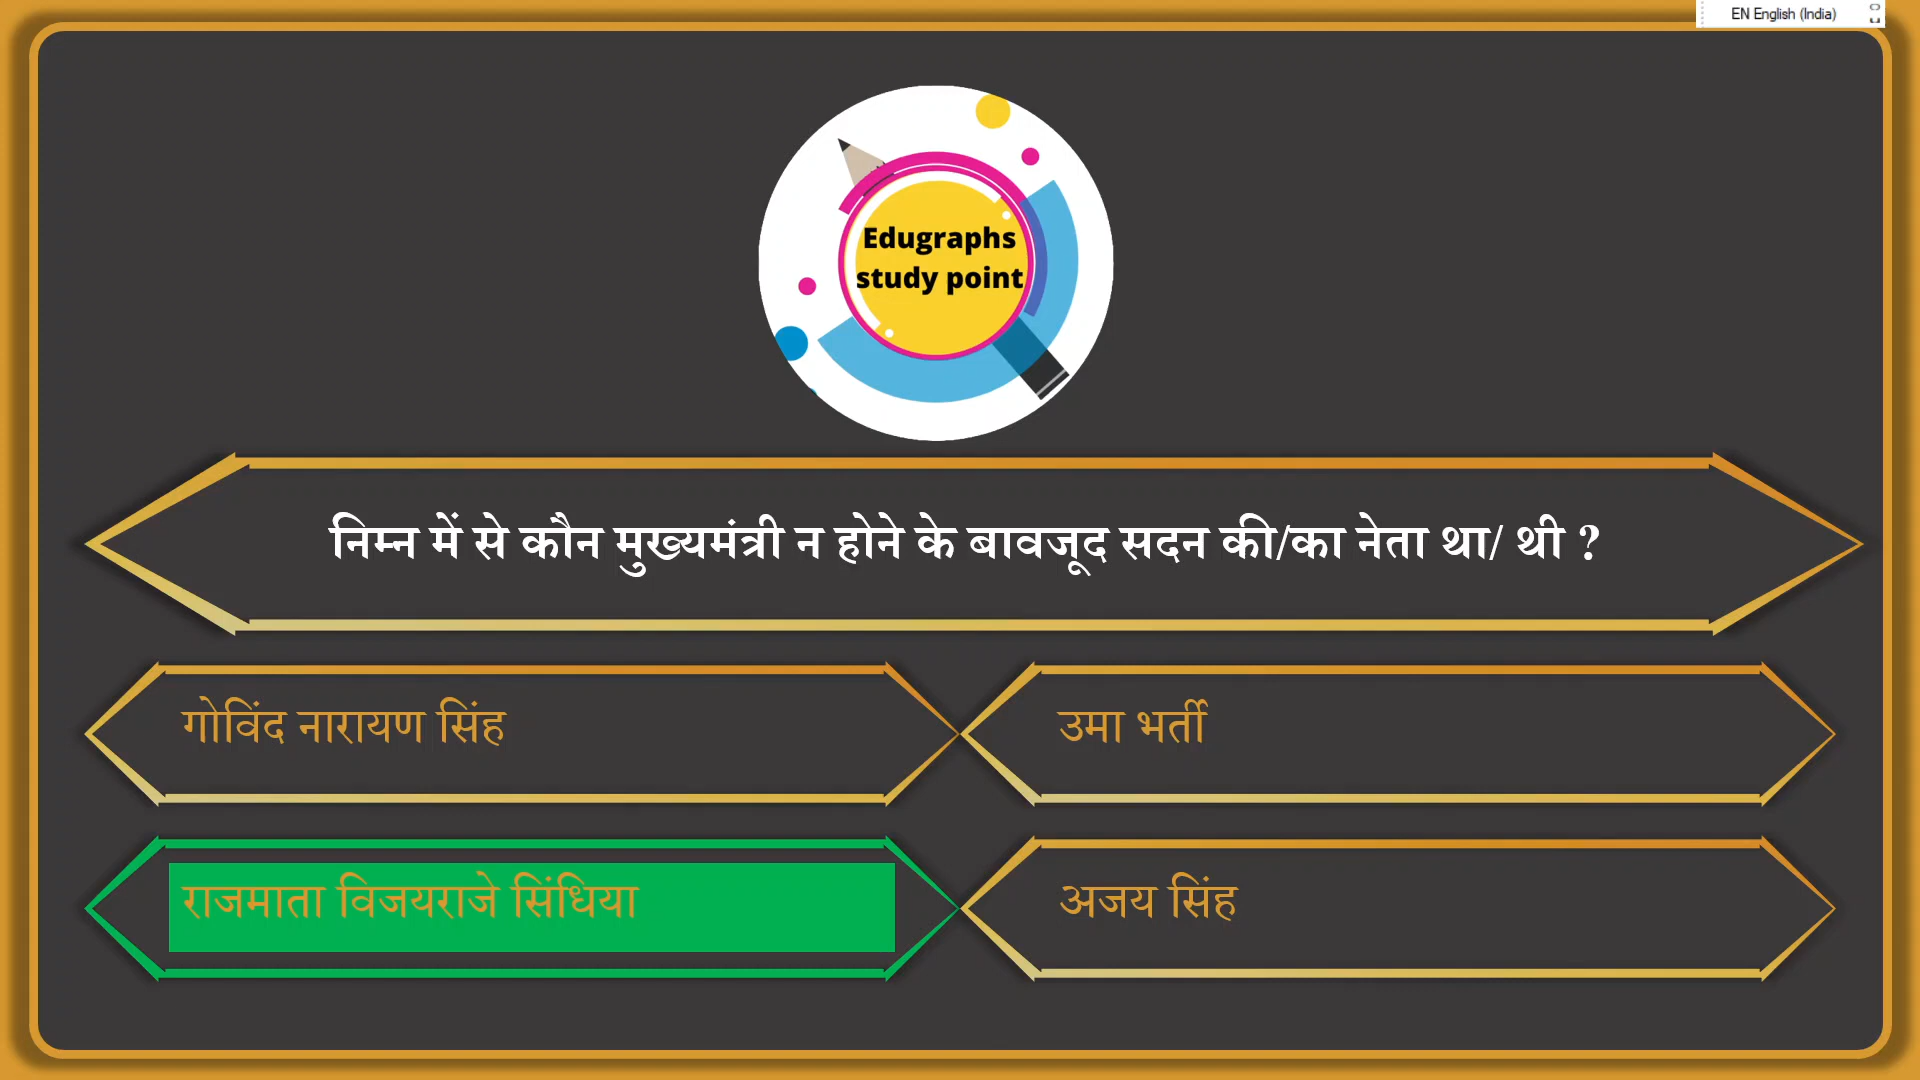 EN English (India)
Edugraphs
study point
निम्न में से कौन मुख्यमंत्री न होने के बावजूद सदन की/का नेता था/ थी ?
गोविंद नारायण सिंह
उमा भर्ती
राजमाता विजयराजे सिंधिया
अजय सिंह